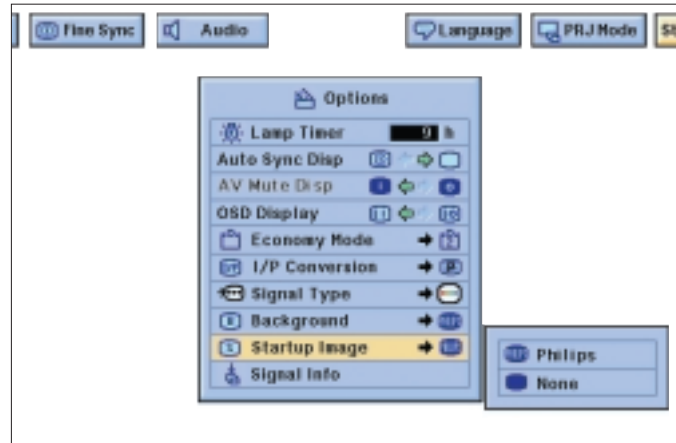 Fine Sync
Audio
Language
PRJ Mode
Options
Lamp Timer 9 h
Auto Sync Disp
AV Mute Disp
OSD Display
Economy Mode
I/P Conversion
Signal Type
Background
Startup Image
Signal Info
Philips
None